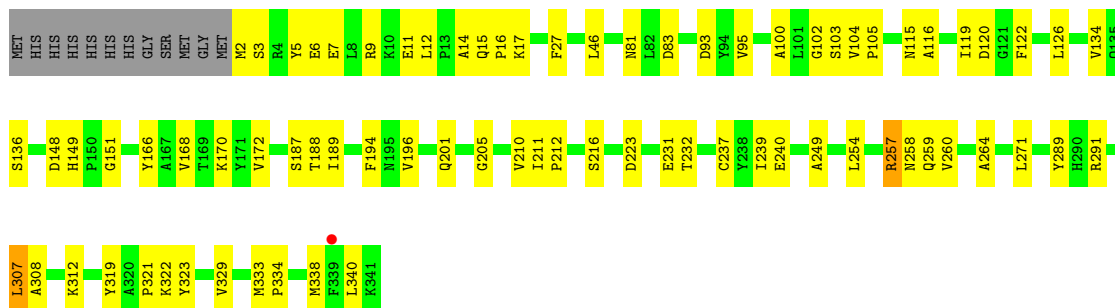 MET HIS HIS HIS HIS HIS HIS GLY SER MET GLY MET M2 S3 R4 Y5 E6 E7 L8 R9 K10 E11 L12 P13 A14 Q15 P16 K17 F27 L46 N81 L82 D83 D93 Y94 V95 A100 L101 G102 S103 V104 P105 N115 A116 I119 D120 G121 F122 L126 V134 Q135
S136 D148 H149 P150 G151 Y166 A167 V168 T169 K170 Y171 V172 S187 T188 I189 F194 N195 V196 Q201 G205 V210 I211 P212 S216 D223 E231 T232 C237 Y238 I239 E240 A249 L254 R257 N258 Q259 V260 A264 L271 Y289 H290 R291
L307 A308 K312 Y319 A320 P321 K322 Y323 V329 M333 P334 M338 F339 L340 K341